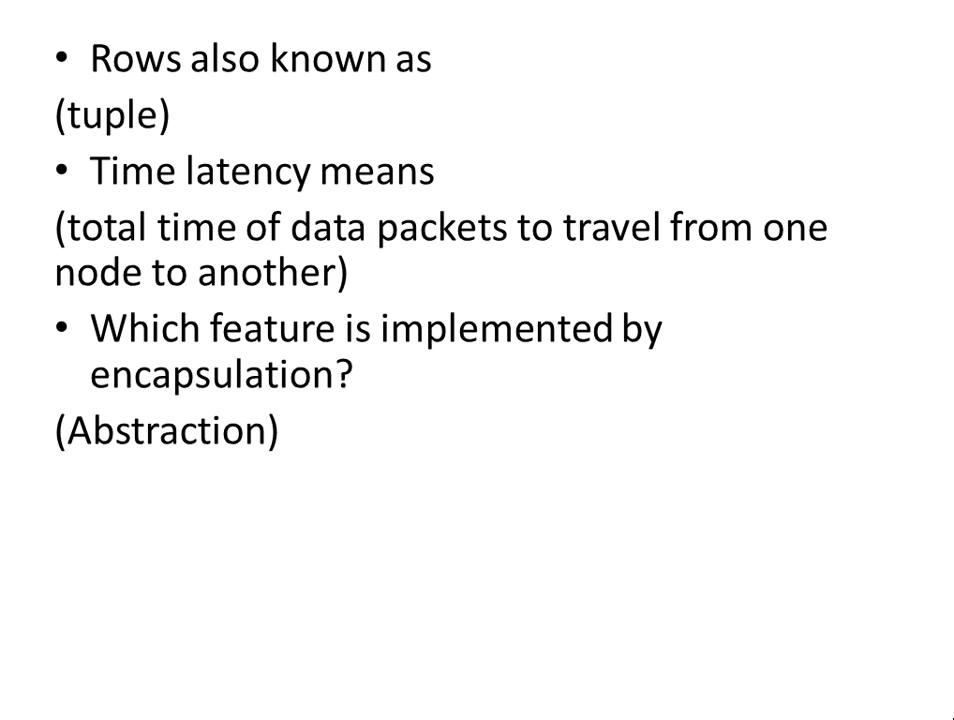 • Rows also known as
(tuple)
• Time latency means
(total time of data packets to travel from one
node to another)
• Which feature is implemented by
encapsulation?
(Abstraction)